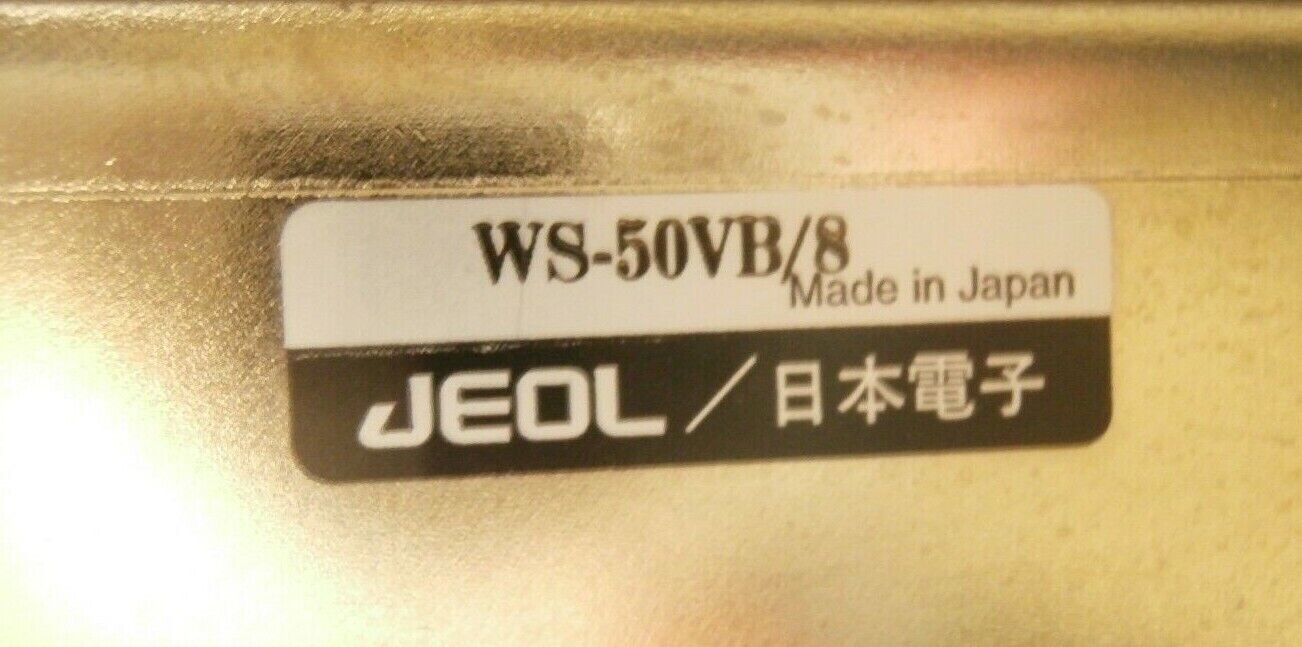 WS-50VB/8
Made in Japan
JEOL/日本電子